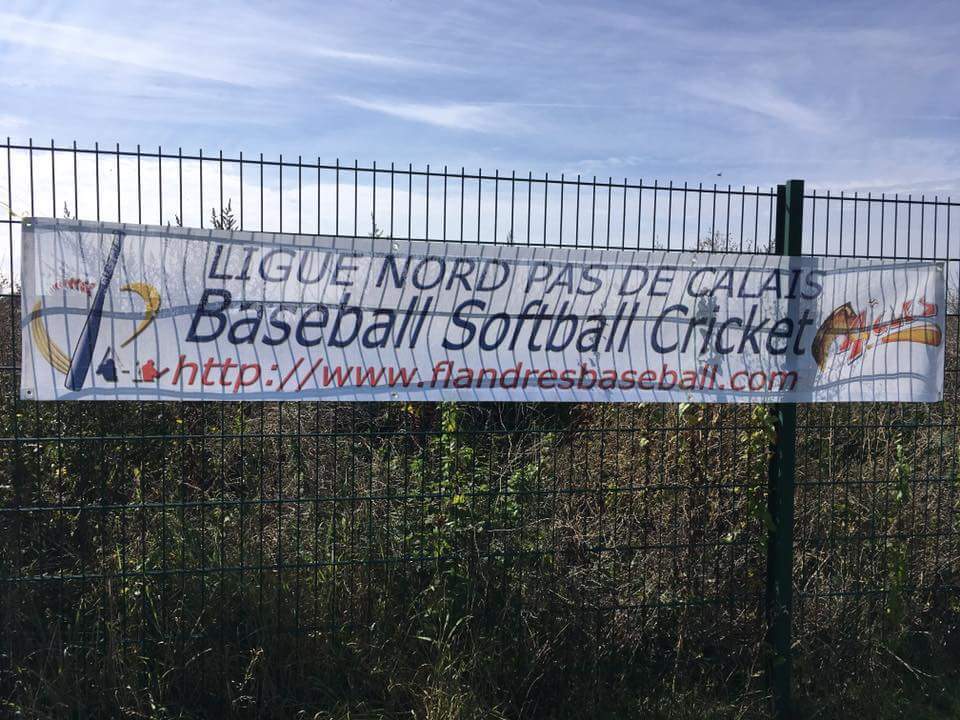 LIGUE NORD PAS DE CALAIS
Baseball Softball Cricket
http://www.flandresbaseball.com